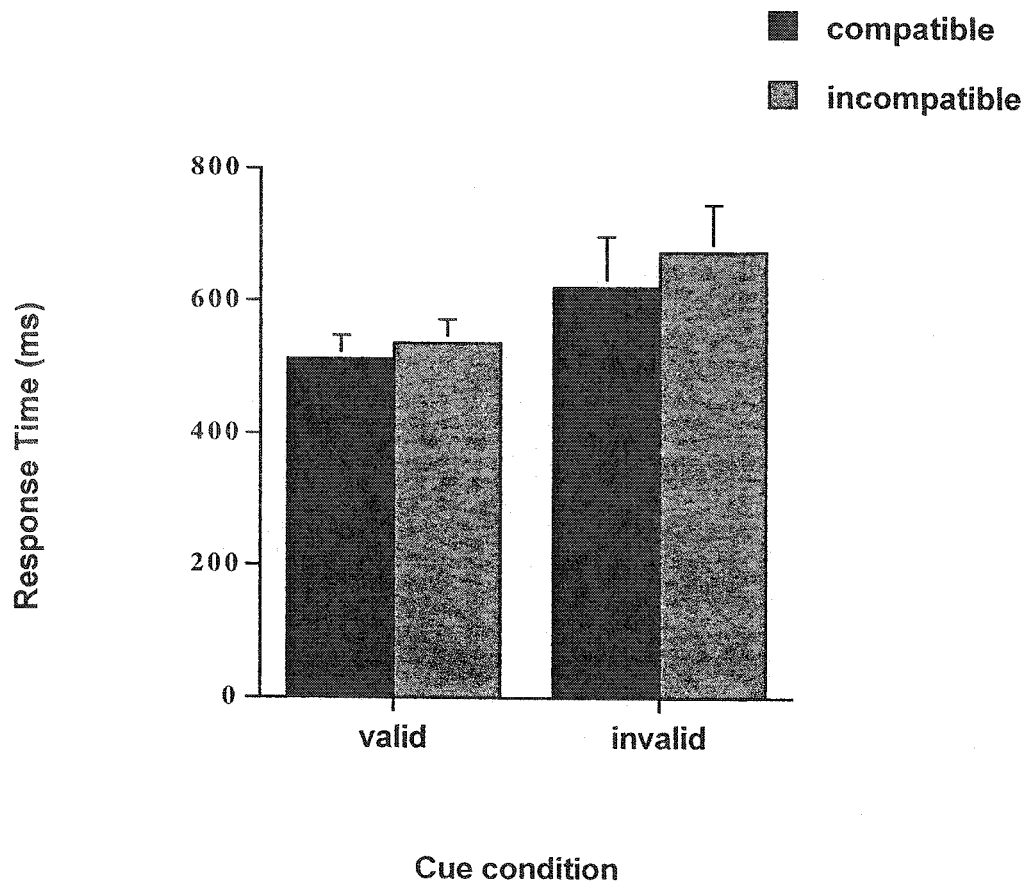 compatible
incompatible
800
600
400
200
0
Response Time (ms)
valid invalid
Cue condition